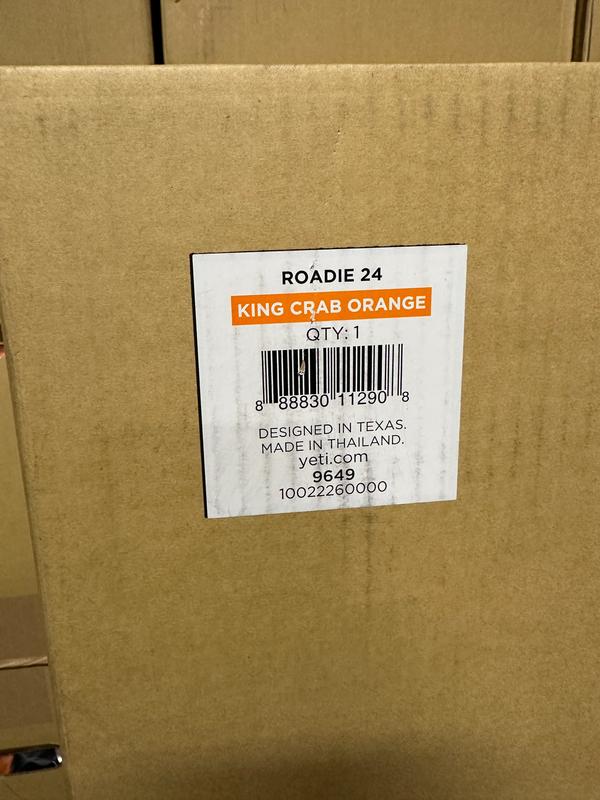 ROADIE 24
KING CRAB ORANGE
QTY: 1
8 88830 11290 8
DESIGNED IN TEXAS.
MADE IN THAILAND.
yeti.com
9649
10022260000